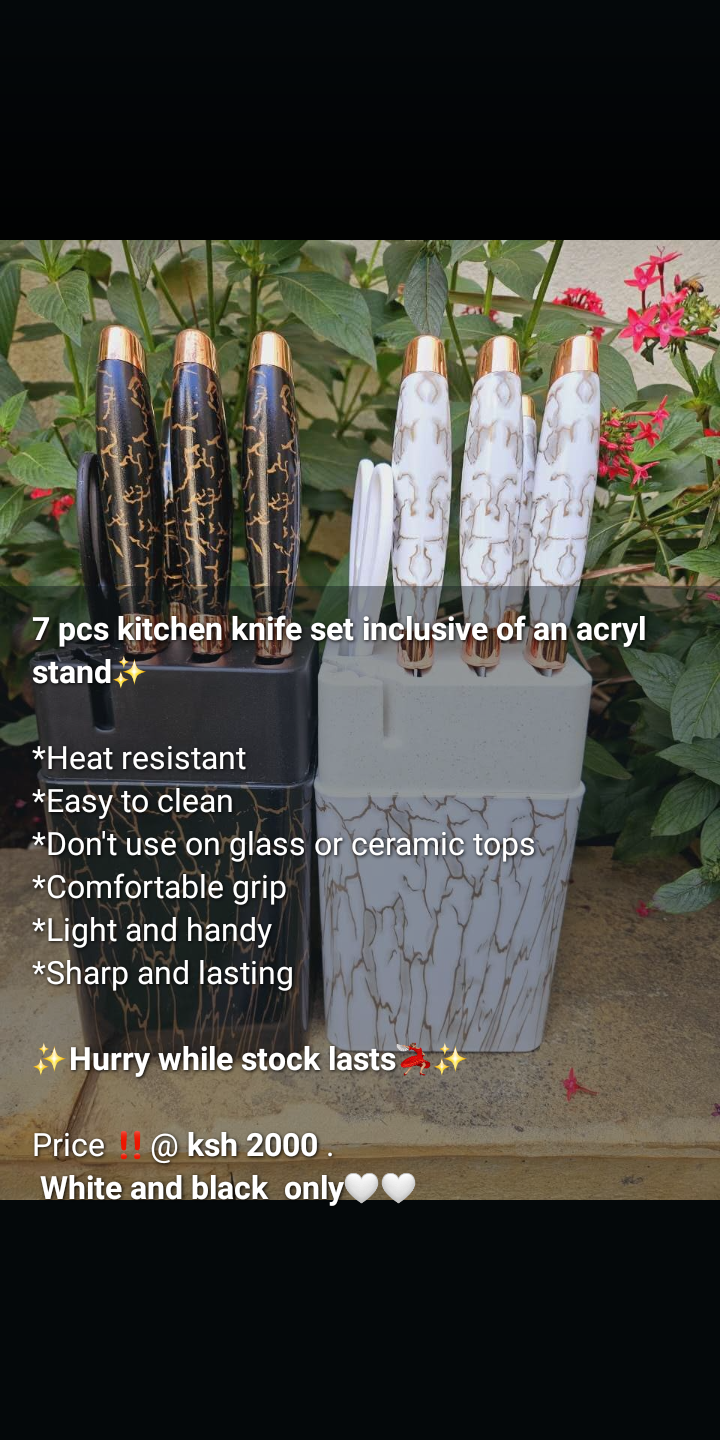 7 pcs kitchen knife set inclusive of an acryl
stand✨
*Heat resistant
*Easy to clean
*Don't use on glass or ceramic tops
*Comfortable grip
*Light and handy
*Sharp and lasting
✨Hurry while stock lasts💃✨
Price ‼️@ ksh 2000 .
White and black  only🤍🤍